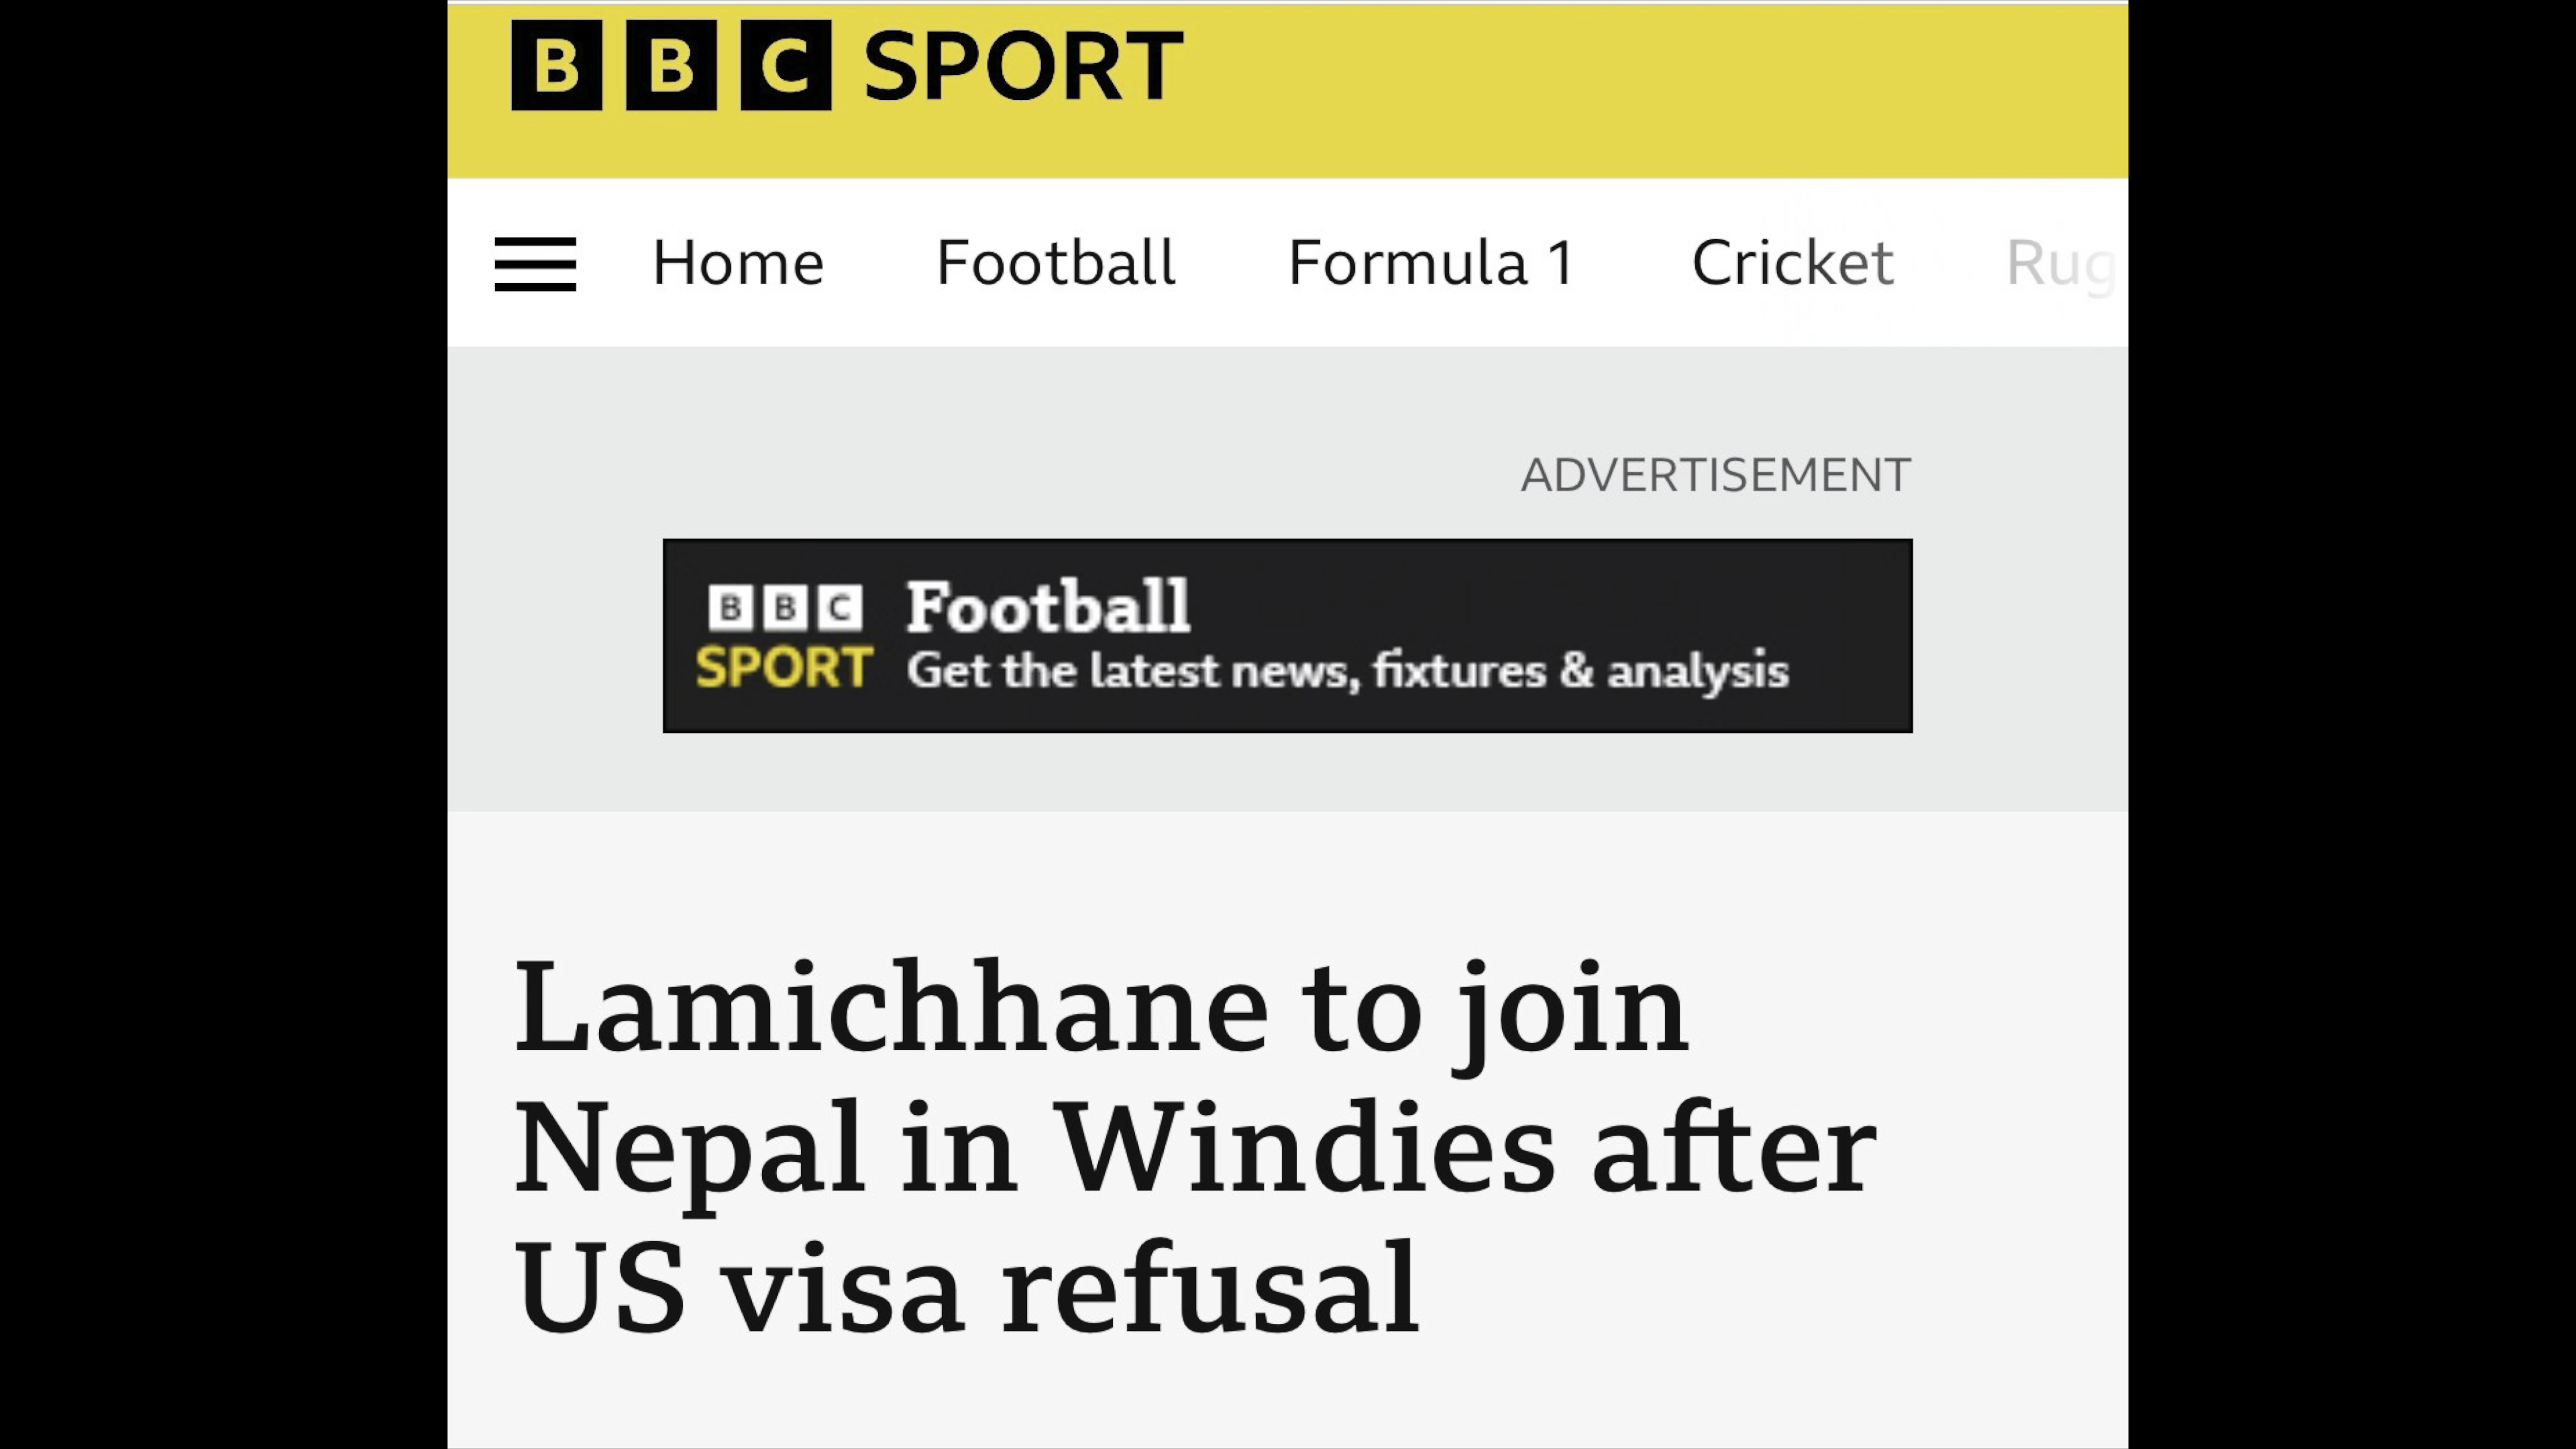 BBC SPORT
Home Football Formula 1 Cricket Rug
ADVERTISEMENT
BBC Football
SPORT Get the latest news, fixtures & analysis
Lamichhane to join
Nepal in Windies after
US visa refusal